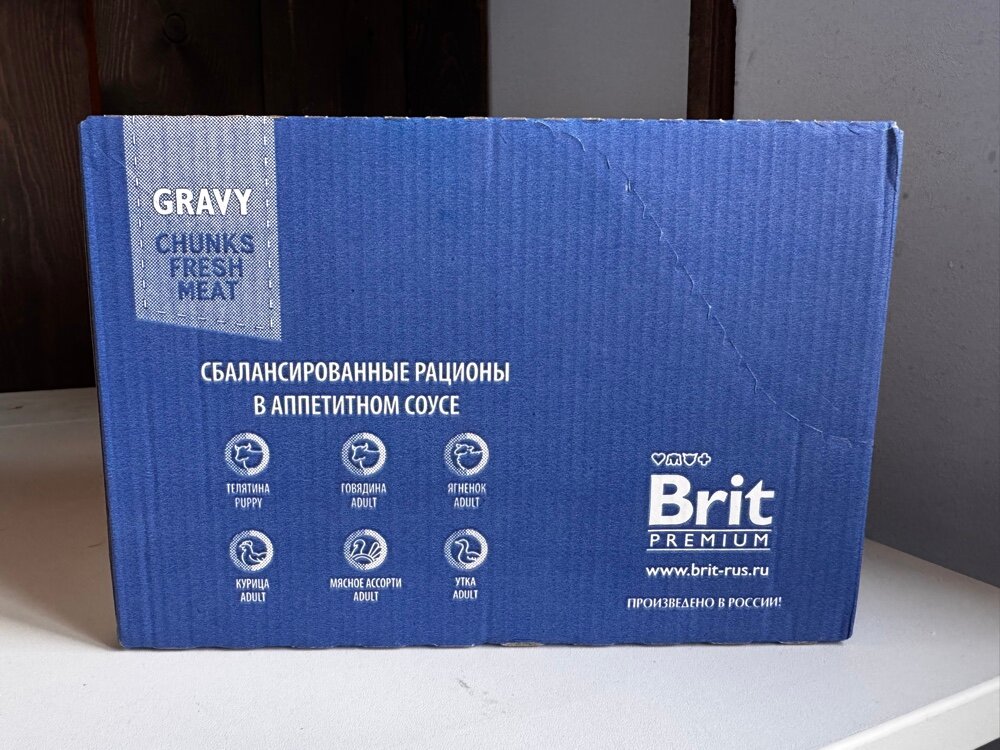 GRAVY
CHUNKS
FRESH
MEAT
СБАЛАНСИРОВАННЫЕ РАЦИОНЫ
В АППЕТИТНОМ СОУСЕ
ТЕЛЯТИНА
PUPPY
ГОВЯДИНА
ADULT
ЯГНЕНОК
ADULT
КУРИЦА
ADULT
МЯСНОЕ АССОРТИ
ADULT
УТКА
ADULT
Brit
PREMIUM
www.brit-rus.ru
ПРОИЗВЕДЕНО В РОССИИ!